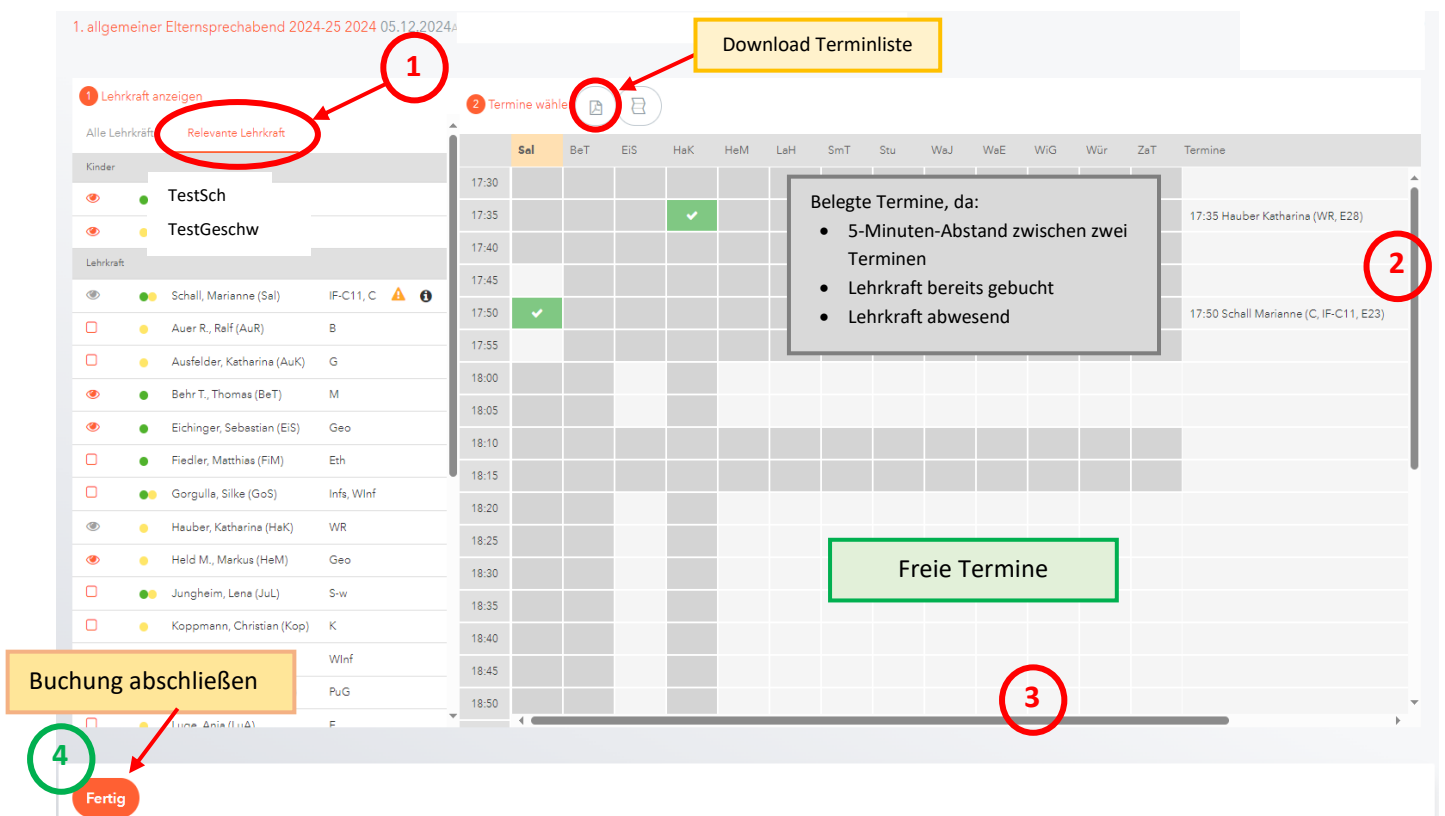 1. allgemeiner Elternsprechabend 2024-25 2024 05.12.2024
Download Terminliste
1
1 Lehrkraft anzeigen
2 Termine wähle
Alle Lehrkräft
Relevante Lehrkraft
Sal BeT EiS HaK HeM LaH SmT Stu WaJ WaE WiG Wür ZaT Termine
Kinder
TestSch
TestGeschw
Lehrkraft
Schall, Marianne (Sal) IF-C11, C
Auer R., Ralf (AuR) B
Ausfelder, Katharina (AuK) G
Behr T., Thomas (BeT) M
Eichinger, Sebastian (EiS) Geo
Fiedler, Matthias (FiM) Eth
Gorgulla, Silke (GoS) Infs, WInf
Hauber, Katharina (HaK) WR
Held M., Markus (HeM) Geo
Jungheim, Lena (JuL) S-w
Koppmann, Christian (Kop) K
WInf
PuG
17:30
17:35
17:40
17:45
17:50
17:55
18:00
18:05
18:10
18:15
18:20
18:25
18:30
18:35
18:40
18:45
18:50
Belegte Termine, da:
• 5-Minuten-Abstand zwischen zwei
Terminen
• Lehrkraft bereits gebucht
• Lehrkraft abwesend
17:35 Hauber Katharina (WR, E28)
2
17:50 Schall Marianne (C, IF-C11, E23)
Freie Termine
3
Buchung abschließen
4
Fertig